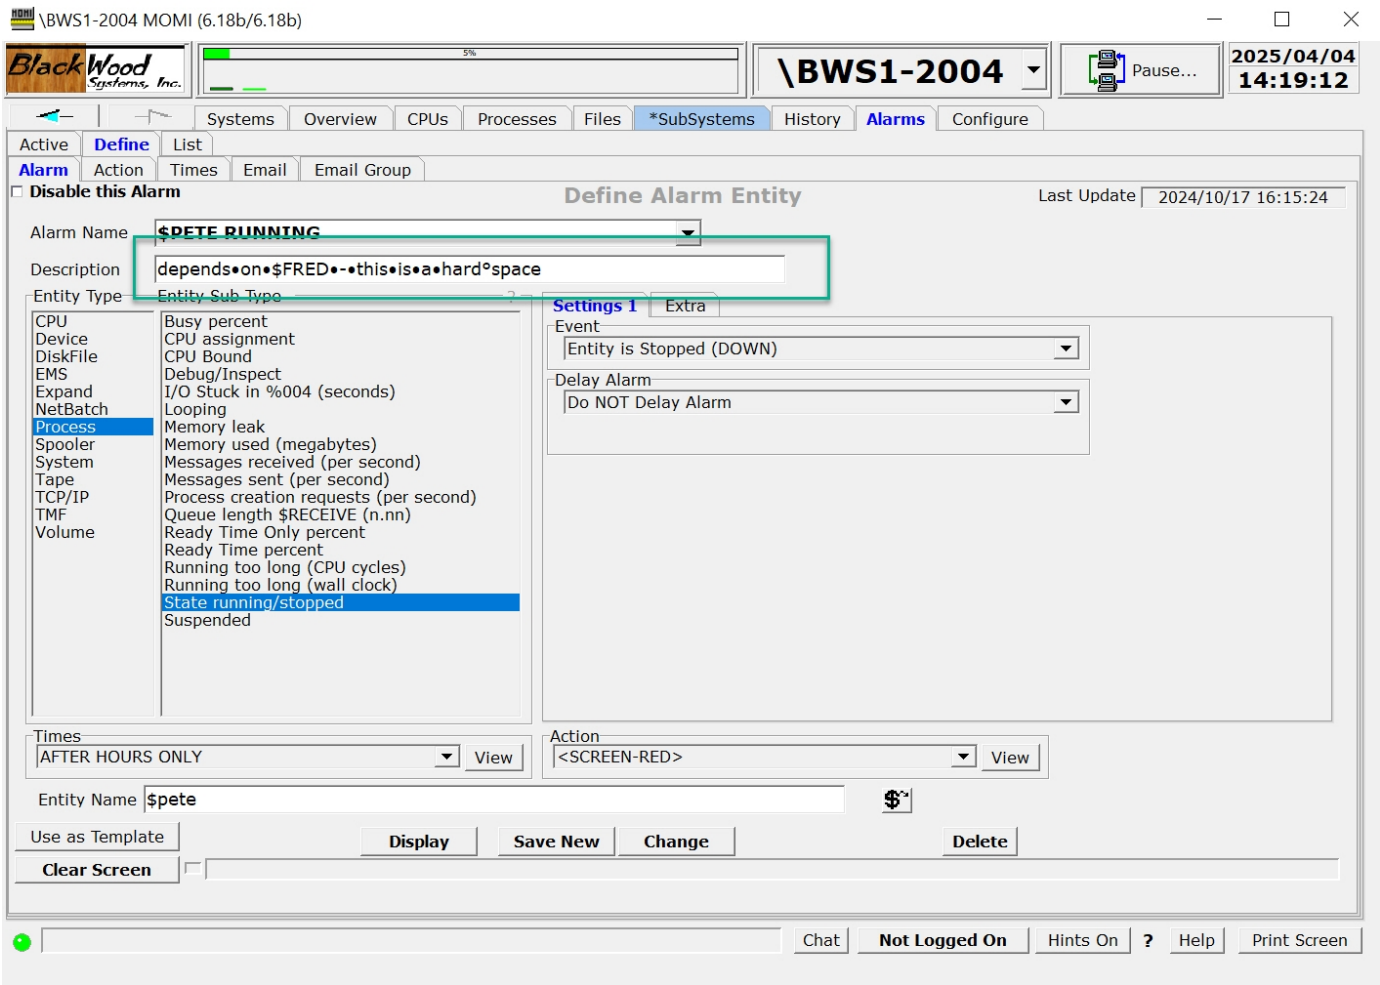 MOMI \BWS1-2004 MOMI (6.18b/6.18b)
BlackWood Systems, Inc.
5%
\BWS1-2004
Pause...
2025/04/04
14:19:12
Systems Overview CPUs Processes Files *SubSystems History Alarms Configure
Active Define List
Alarm Action Times Email Email Group
Disable this Alarm
Define Alarm Entity
Last Update 2024/10/17 16:15:24
Alarm Name $PETE RUNNING
Description depends•on•$FRED•-•this•is•a•hard°space
Entity Type
CPU
Device
DiskFile
EMS
Expand
NetBatch
Process
Spooler
System
Tape
TCP/IP
TMF
Volume
Entity Sub Type ?
Busy percent
CPU assignment
CPU Bound
Debug/Inspect
I/O Stuck in %004 (seconds)
Looping
Memory leak
Memory used (megabytes)
Messages received (per second)
Messages sent (per second)
Process creation requests (per second)
Queue length $RECEIVE (n.nn)
Ready Time Only percent
Ready Time percent
Running too long (CPU cycles)
Running too long (wall clock)
State running/stopped
Suspended
Settings 1 Extra
Event
Entity is Stopped (DOWN)
Delay Alarm
Do NOT Delay Alarm
Times
AFTER HOURS ONLY View
Action
<SCREEN-RED> View
Entity Name $pete $
Use as Template Display Save New Change Delete
Clear Screen
Chat Not Logged On Hints On ? Help Print Screen